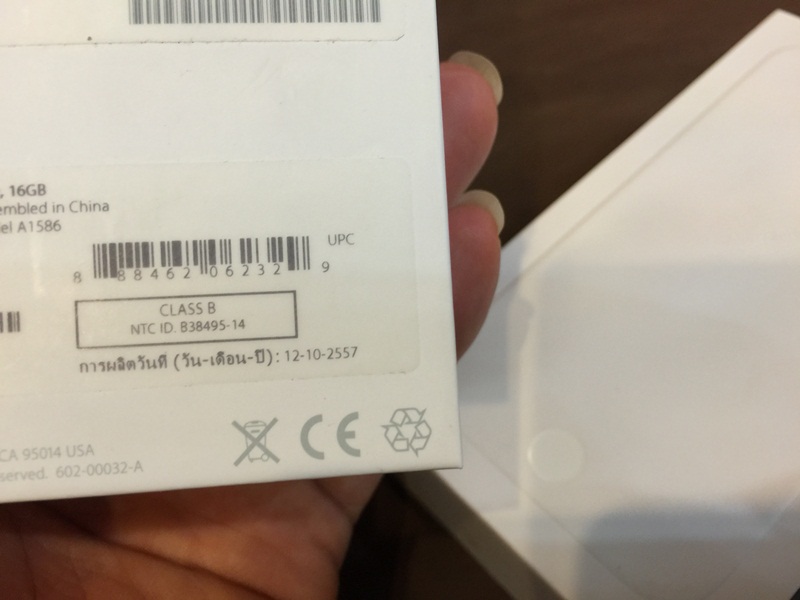 , 16GB
embled in China
el A1586
UPC
8 88462 06232 9
CLASS B
NTC ID. B38495-14
การผลิตวันที่ (วัน-เดือน-ปี): 12-10-2557
CE
CA 95014 USA
served. 602-00032-A